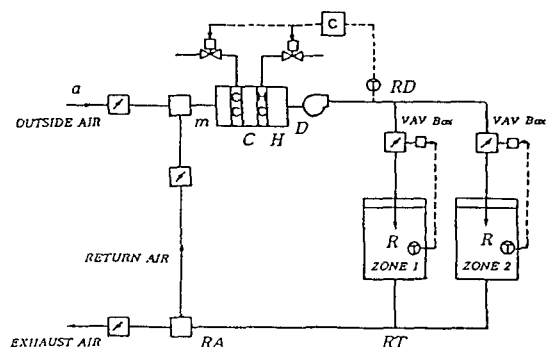 C
a
OUTSIDE AIR
m
C
C
C
H
H
C
H
D
T
RD
VAV Box
VAV Box
R
T
ZONE 1
R
T
ZONE 2
RETURN AIR
EXHAUST AIR
RA
RT